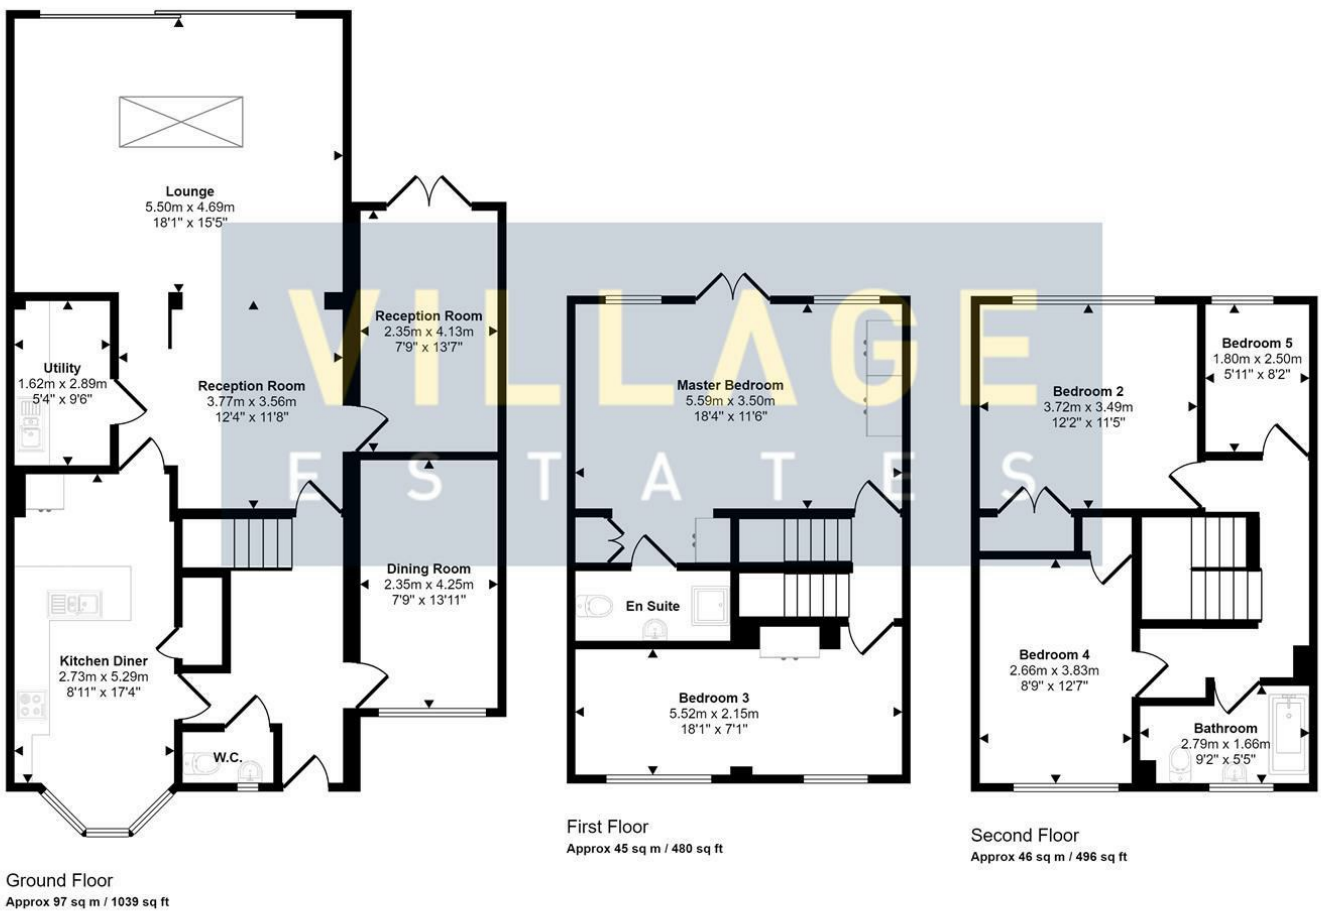 Lounge
5.50m x 4.69m
18'1" x 15'5"
VILLAGE
ESTATES
Reception Room
2.35m x 4.13m
7'9" x 13'7"
Utility
1.62m x 2.89m
5'4" x 9'6"
Reception Room
3.77m x 3.56m
12'4" x 11'8"
Dining Room
2.35m x 4.25m
7'9" x 13'11"
Kitchen Diner
2.73m x 5.29m
8'11" x 17'4"
W.C.
Ground Floor
Approx 97 sq m / 1039 sq ft
Master Bedroom
5.59m x 3.50m
18'4" x 11'6"
En Suite
Bedroom 3
5.52m x 2.15m
18'1" x 7'1"
First Floor
Approx 45 sq m / 480 sq ft
Bedroom 5
1.80m x 2.50m
5'11" x 8'2"
Bedroom 2
3.72m x 3.49m
12'2" x 11'5"
Bedroom 4
2.66m x 3.83m
8'9" x 12'7"
Bathroom
2.79m x 1.66m
9'2" x 5'5"
Second Floor
Approx 46 sq m / 496 sq ft